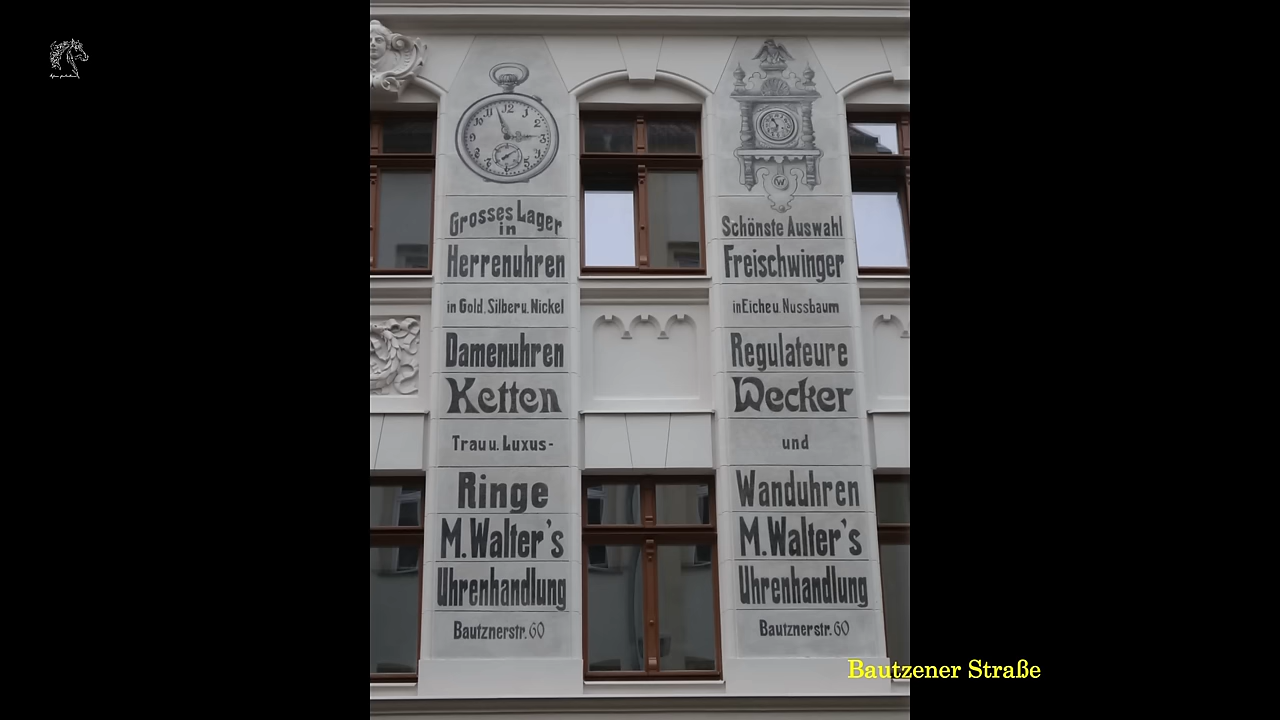 Grosses Lager
in
Herrenuhren
in Gold, Silber u. Nickel
Damenuhren
Ketten
Trau u. Luxus-
Ringe
M. Walter's
Uhrenhandlung
Bautznerstr. 60
W
Schönste Auswahl
Freischwinger
in Eiche u. Nussbaum
Regulateure
Wecker
und
Wanduhren
M. Walter's
Uhrenhandlung
Bautznerstr. 60
Bautzener Straße